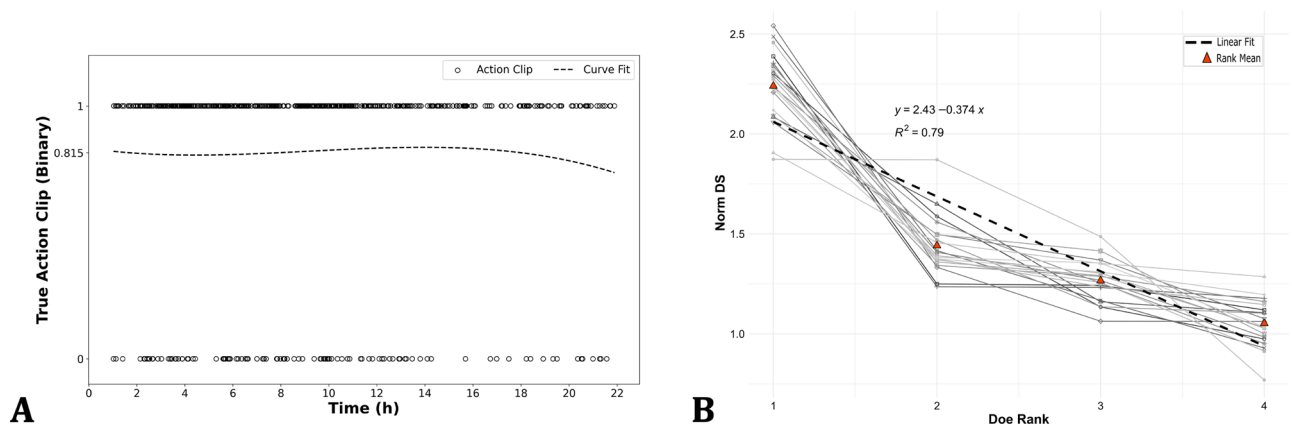 Action Clip
Curve Fit
1
0.815
0
True Action Clip (Binary)
0 2 4 6 8 10 12 14 16 18 20 22
Time (h)
A
Linear Fit
Rank Mean
y = 2.43 −0.374 x
R² = 0.79
2.5
2.0
1.5
1.0
Norm DS
1 2 3 4
Doe Rank
B